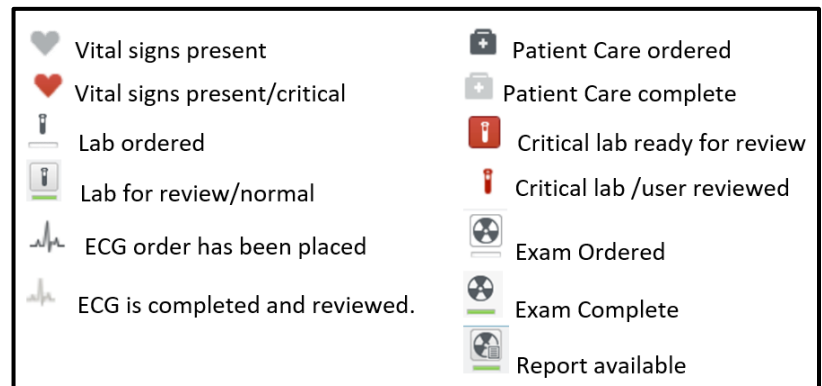 Vital signs present
Vital signs present/critical
Lab ordered
Lab for review/normal
ECG order has been placed
ECG is completed and reviewed.
Patient Care ordered
Patient Care complete
Critical lab ready for review
Critical lab /user reviewed
Exam Ordered
Exam Complete
Report available